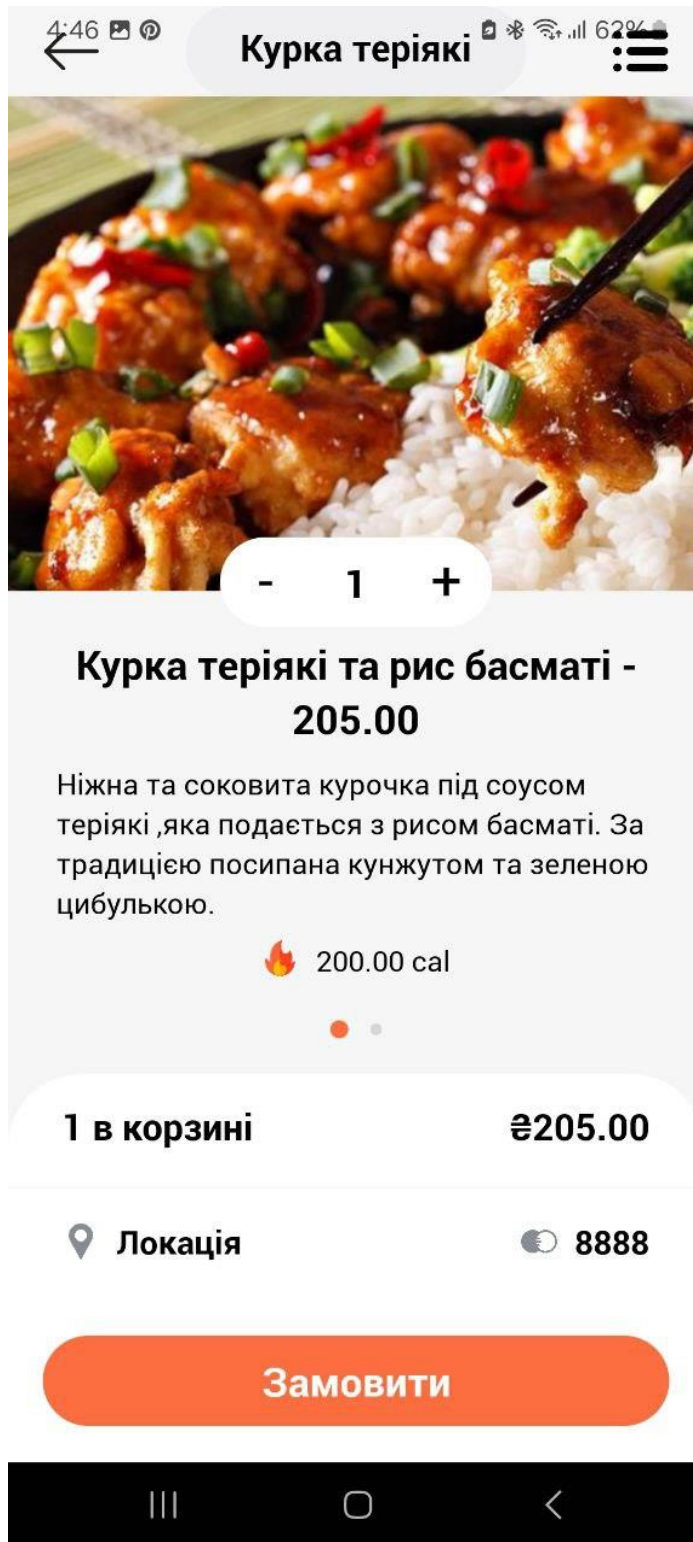 4:46 62%
Курка теріякі
- 1 +
Курка теріякі та рис басматі -
205.00
Ніжна та соковита курочка під соусом
теріякі ,яка подається з рисом басматі. За
традицією посипана кунжутом та зеленою
цибулькою.
200.00 cal
1 в корзині ₴205.00
Локація 8888
Замовити